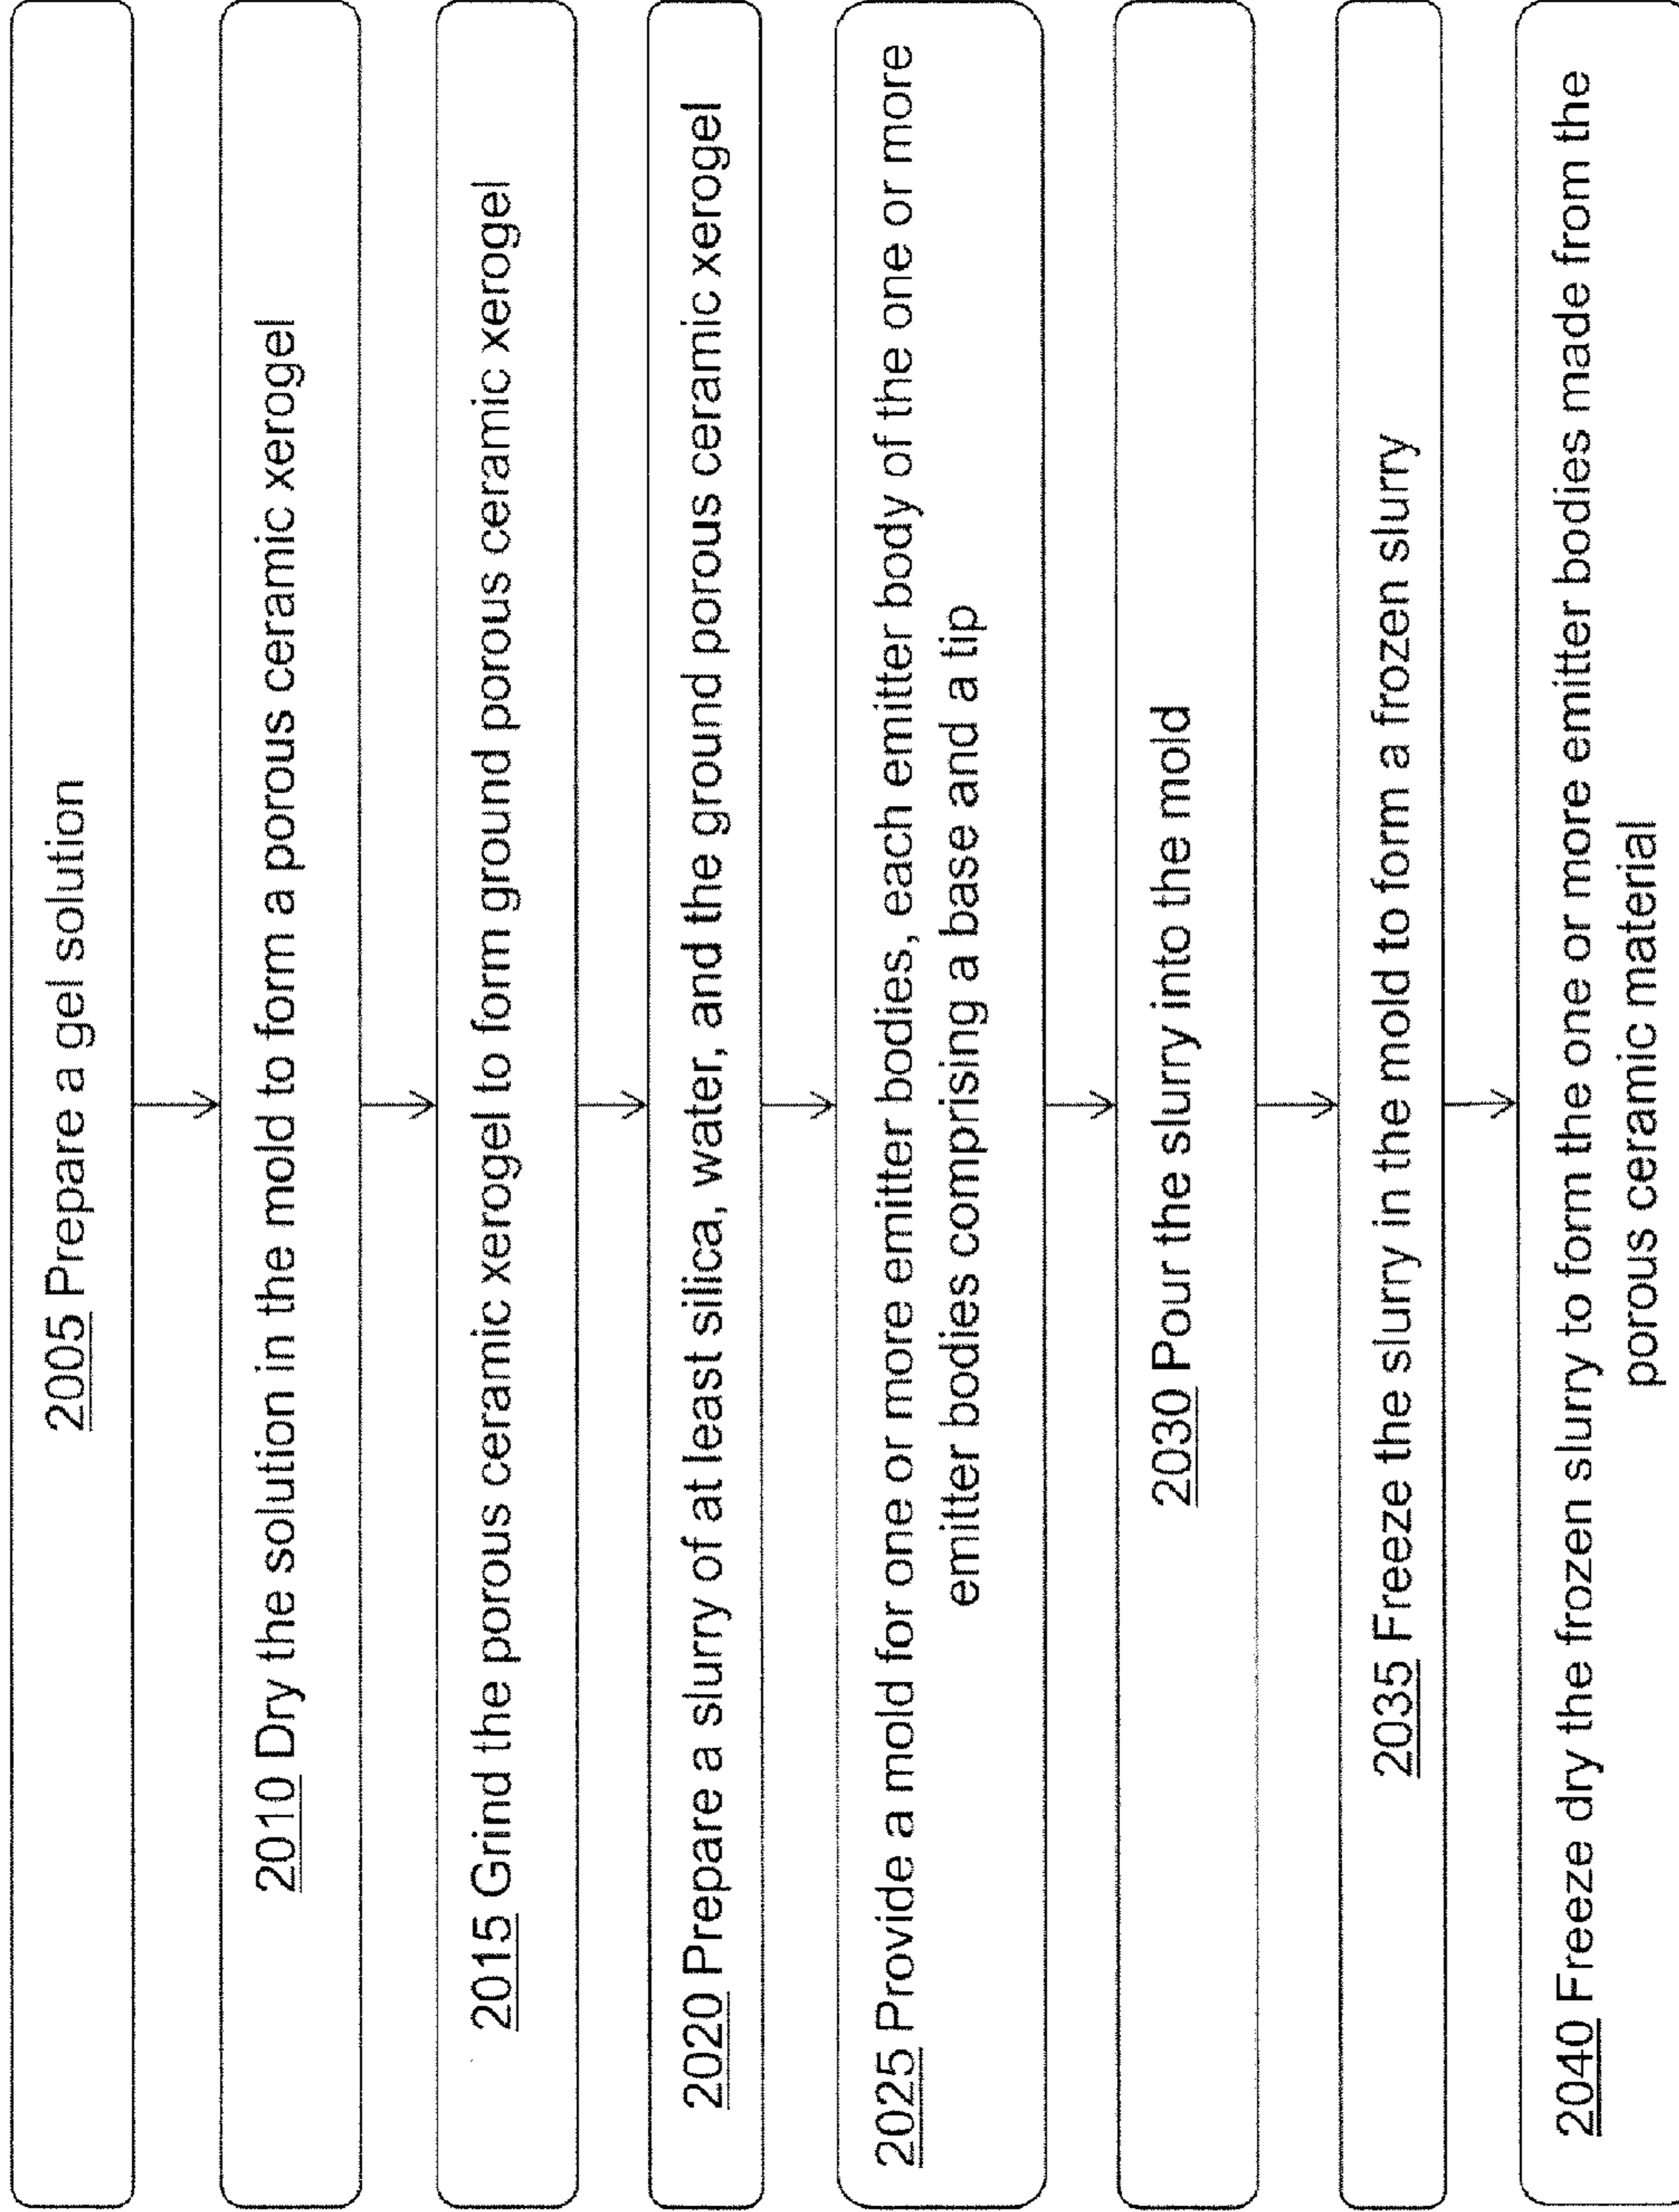 2005 Prepare a gel solution
2010 Dry the solution in the mold to form a porous ceramic xerogel
2015 Grind the porous ceramic xerogel to form ground porous ceramic xerogel
2020 Prepare a slurry of at least silica, water, and the ground porous ceramic xerogel
2025 Provide a mold for one or more emitter bodies, each emitter body of the one or more
emitter bodies comprising a base and a tip
2030 Pour the slurry into the mold
2035 Freeze the slurry in the mold to form a frozen slurry
2040 Freeze dry the frozen slurry to form the one or more emitter bodies made from the
porous ceramic material